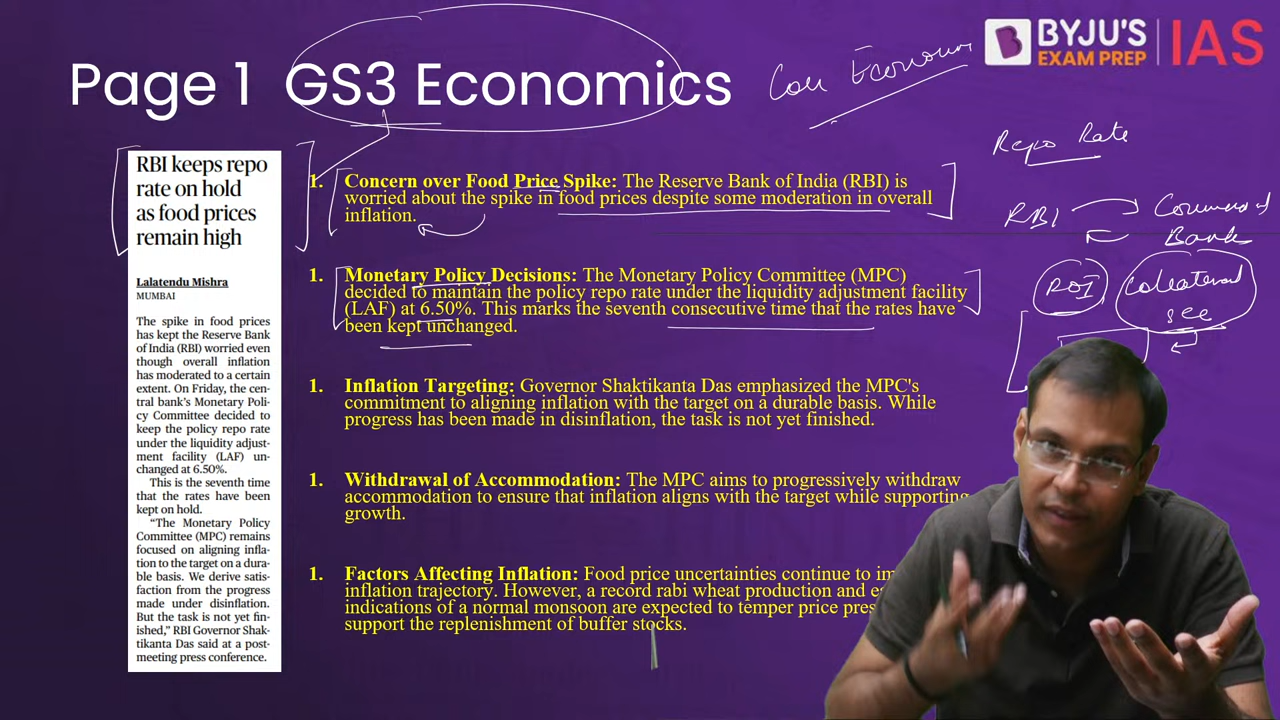 Page 1 GS3 Economics
BYJU'S
EXAM PREP
IAS
Core Economy
RBI keeps repo
rate on hold
as food prices
remain high
Lalatendu Mishra
MUMBAI
The spike in food prices
has kept the Reserve Bank
of India (RBI) worried even
though overall inflation
has moderated to a certain
extent. On Friday, the cen-
tral bank's Monetary Poli-
cy Committee decided to
keep the policy repo rate
under the liquidity adjust-
ment facility (LAF) un-
changed at 6.50%.
This is the seventh time
that the rates have been
kept on hold.
“The Monetary Policy
Committee (MPC) remains
focused on aligning infla-
tion to the target on a dura-
ble basis. We derive satis-
faction from the progress
made under disinflation.
But the task is not yet fin-
ished,” RBI Governor Shak-
tikanta Das said at a post-
meeting press conference.
1. Concern over Food Price Spike: The Reserve Bank of India (RBI) is
worried about the spike in food prices despite some moderation in overall
inflation.
1. Monetary Policy Decisions: The Monetary Policy Committee (MPC)
decided to maintain the policy repo rate under the liquidity adjustment facility
(LAF) at 6.50%. This marks the seventh consecutive time that the rates have
been kept unchanged.
1. Inflation Targeting: Governor Shaktikanta Das emphasized the MPC's
commitment to aligning inflation with the target on a durable basis. While
progress has been made in disinflation, the task is not yet finished.
1. Withdrawal of Accommodation: The MPC aims to progressively withdraw
accommodation to ensure that inflation aligns with the target while supporting
growth.
1. Factors Affecting Inflation: Food price uncertainties continue to im
inflation trajectory. However, a record rabi wheat production and e
indications of a normal monsoon are expected to temper price pres
support the replenishment of buffer stocks.
Repo Rate
RBI
Bank
ROI
Collateral